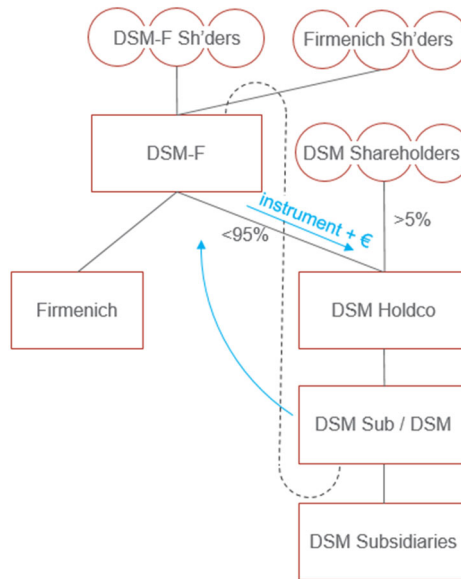 DSM-F Sh'ders
Firmenich Sh'ders
DSM-F
DSM Shareholders
instrument + €
<95%
>5%
Firmenich
DSM Holdco
DSM Sub / DSM
DSM Subsidiaries